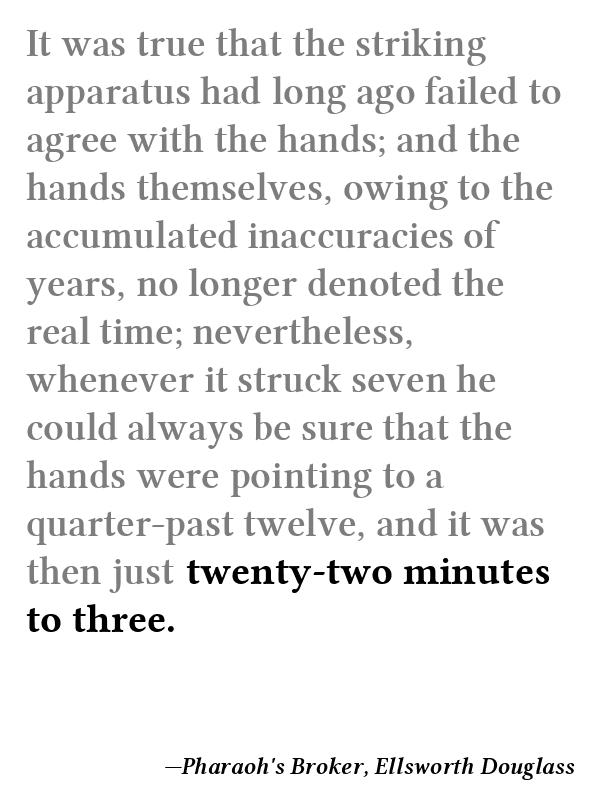 It was true that the striking
apparatus had long ago failed to
agree with the hands; and the
hands themselves, owing to the
accumulated inaccuracies of
years, no longer denoted the
real time; nevertheless,
whenever it struck seven he
could always be sure that the
hands were pointing to a
quarter-past twelve, and it was
then just twenty-two minutes
to three.
—Pharaoh's Broker, Ellsworth Douglass